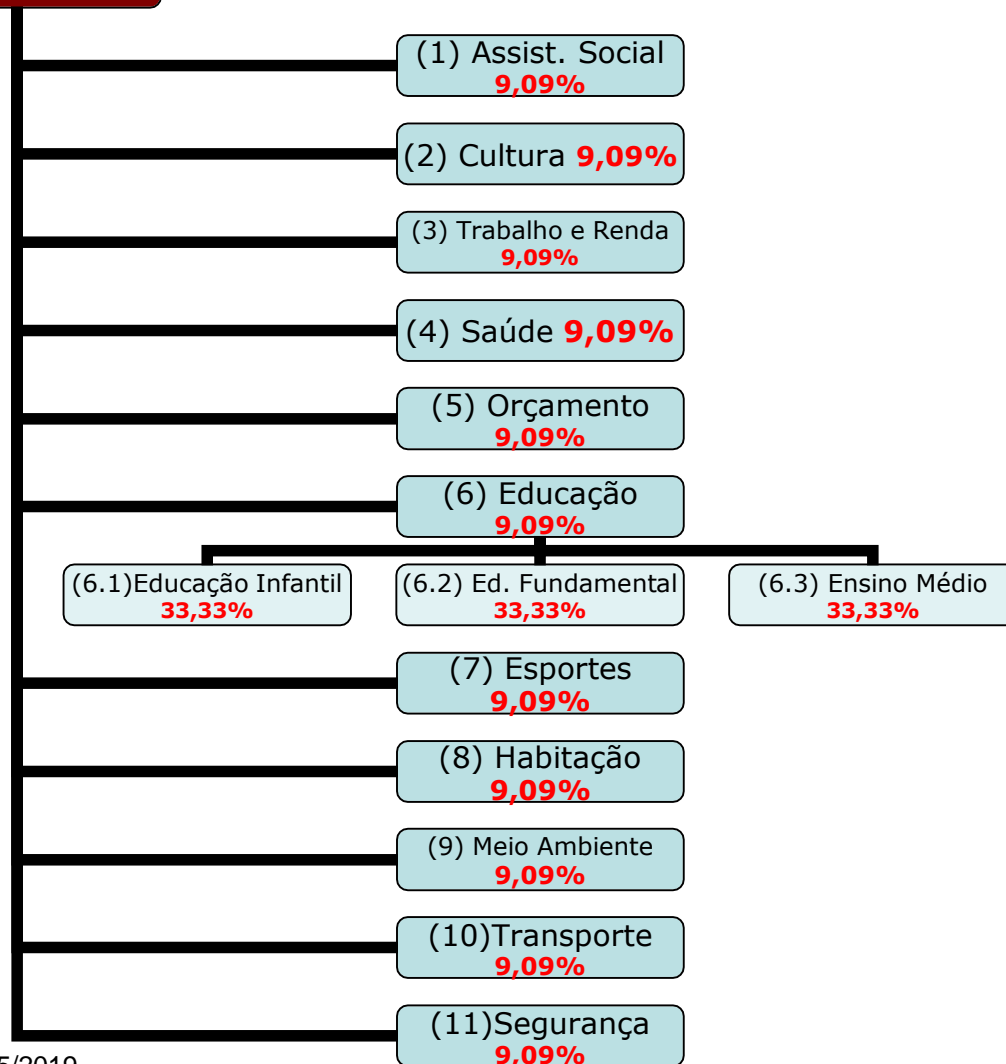 (1) Assist. Social
9,09%
(2) Cultura 9,09%
(3) Trabalho e Renda
9,09%
(4) Saúde 9,09%
(5) Orçamento
9,09%
(6) Educação
9,09%
(6.1)Educação Infantil
33,33%
(6.2) Ed. Fundamental
33,33%
(6.3) Ensino Médio
33,33%
(7) Esportes
9,09%
(8) Habitação
9,09%
(9) Meio Ambiente
9,09%
(10)Transporte
9,09%
(11)Segurança
9,09%
5/2019